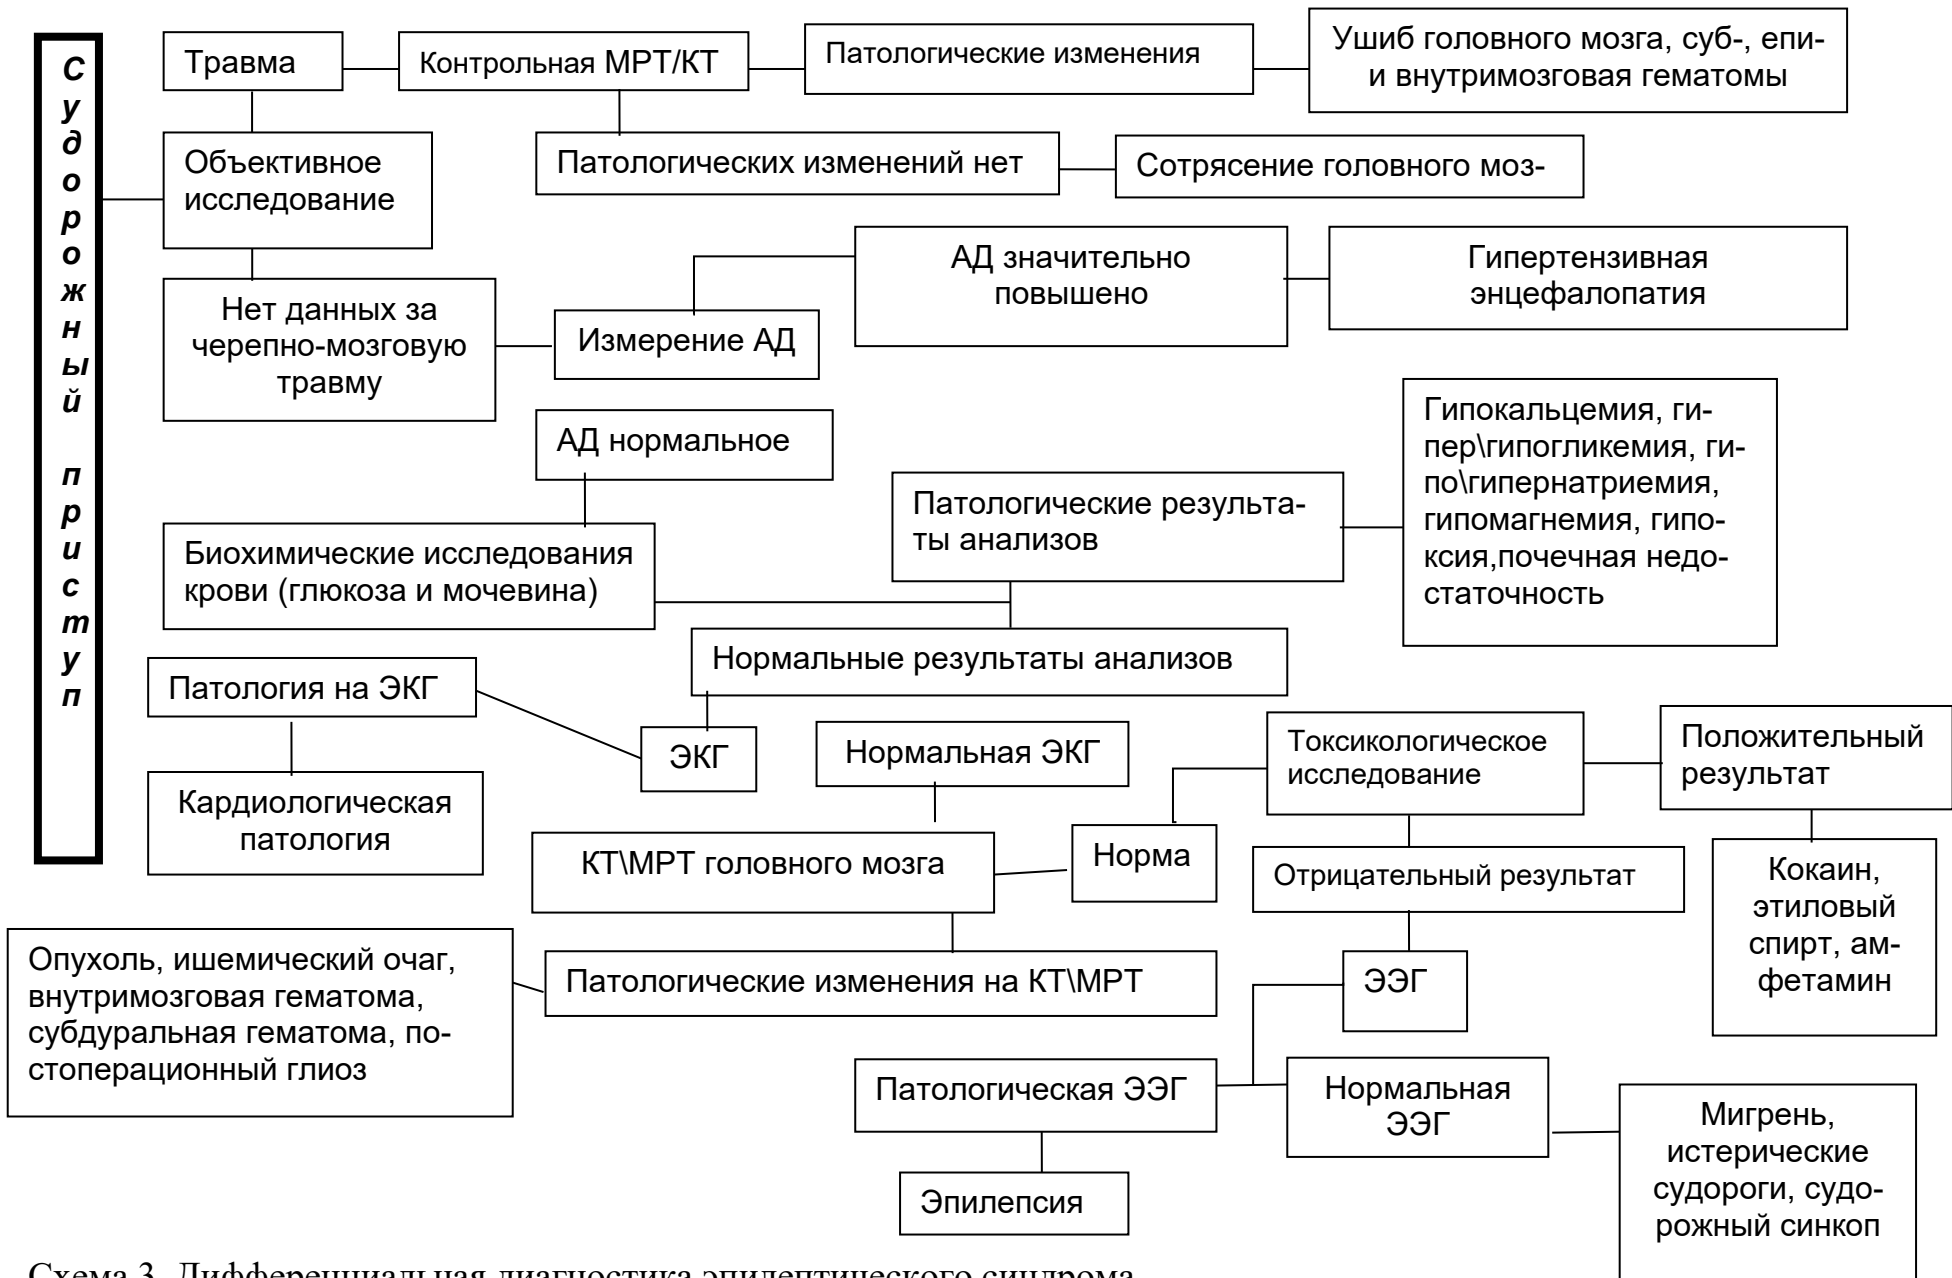 Судорожный приступ
Травма
Контрольная МРТ/КТ
Патологические изменения
Ушиб головного мозга, суб-, епи-
и внутримозговая гематомы
Объективное
исследование
Патологических изменений нет
Сотрясение головного моз-
Нет данных за
черепно-мозговую
травму
Измерение АД
АД значительно
повышено
Гипертензивная
энцефалопатия
АД нормальное
Биохимические исследования
крови (глюкоза и мочевина)
Патологические результа-
ты анализов
Гипокальцемия, ги-
пер\гипогликемия, ги-
по\гипернатриемия,
гипомагнемия, гипо-
ксия,почечная недо-
статочность
Нормальные результаты анализов
Патология на ЭКГ
ЭКГ
Кардиологическая
патология
Нормальная ЭКГ
КТ\МРТ головного мозга
Норма
Токсикологическое
исследование
Положительный
результат
Отрицательный результат
Кокаин,
этиловый
спирт, ам-
фетамин
Опухоль, ишемический очаг,
внутримозговая гематома,
субдуральная гематома, по-
стоперационный глиоз
Патологические изменения на КТ\МРТ
ЭЭГ
Патологическая ЭЭГ
Нормальная
ЭЭГ
Мигрень,
истерические
судороги, судо-
рожный синкоп
Эпилепсия
Схема 3. Дифференциальная диагностика эпилептического синдрома